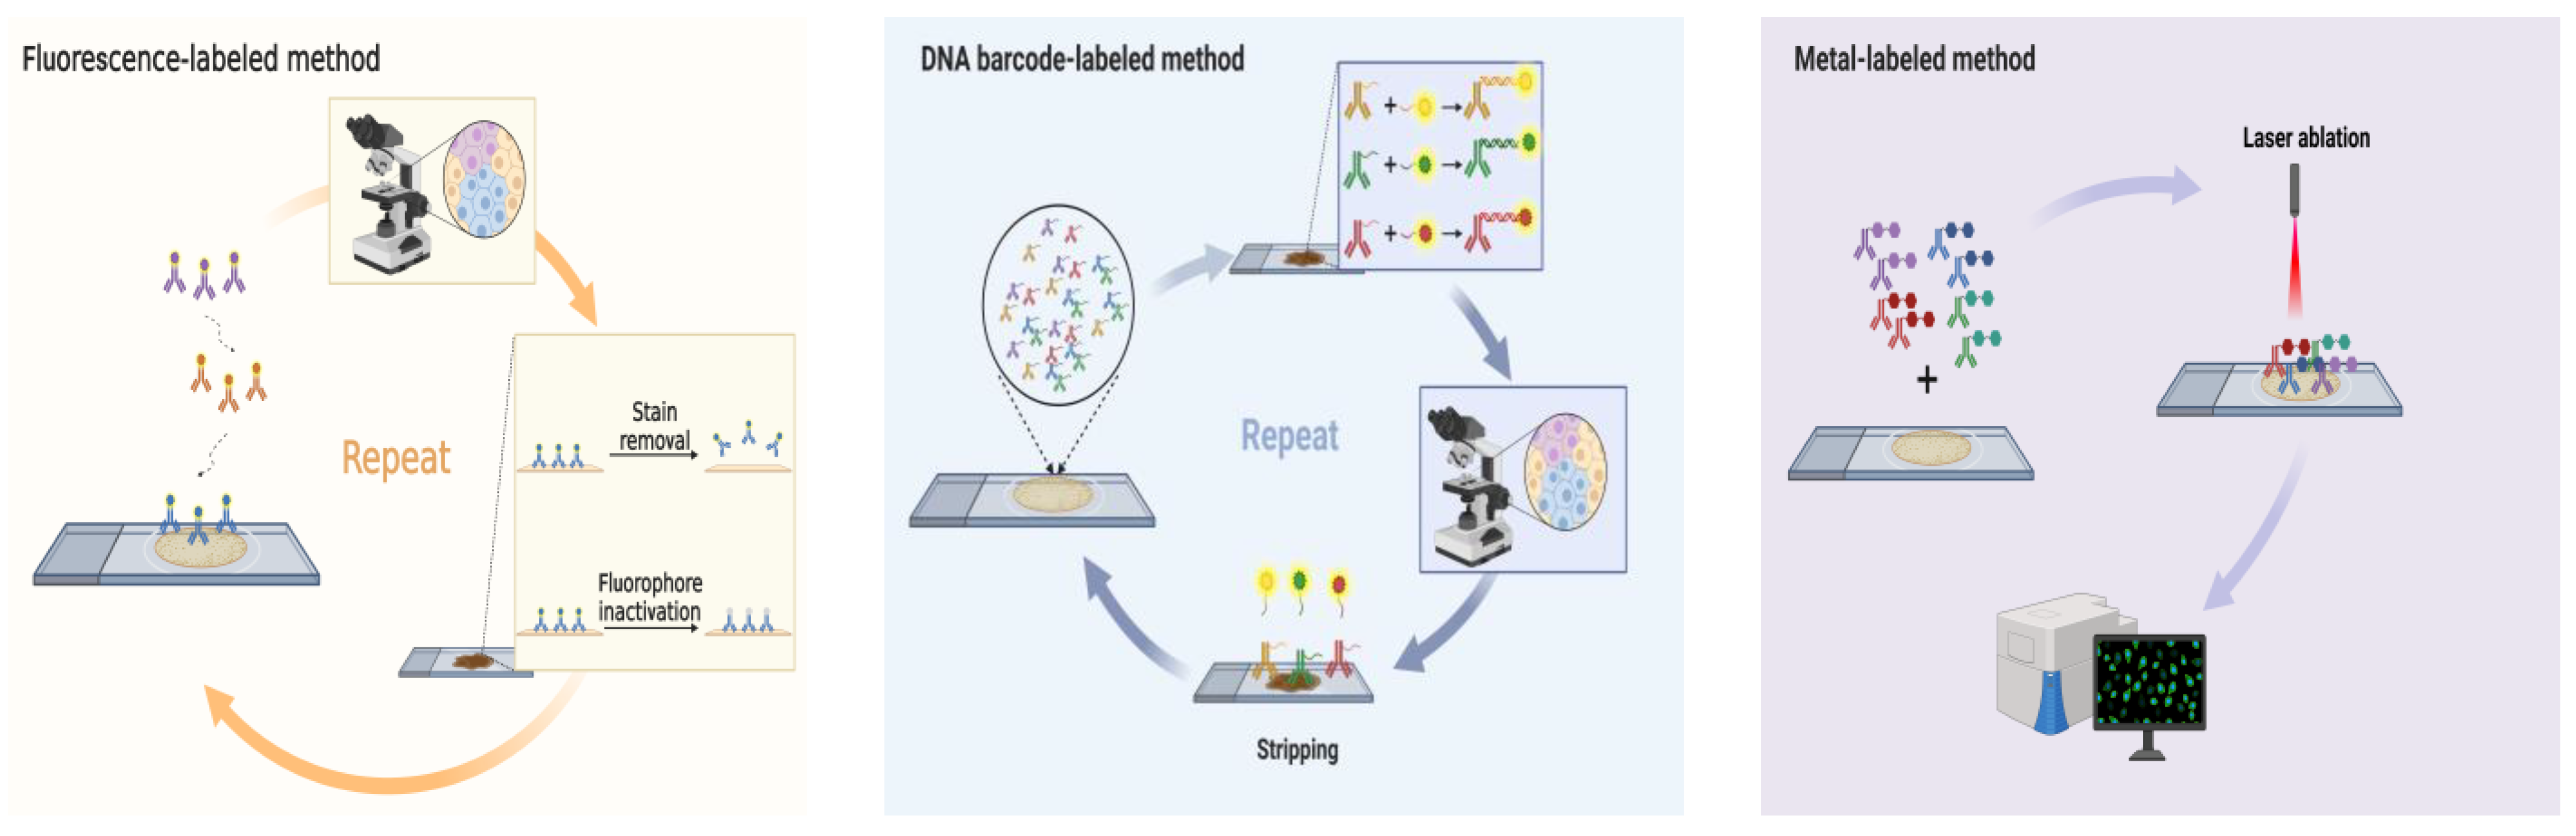 Fluorescence-labeled method
Stain
removal
Repeat
Fluorophore
inactivation
DNA barcode-labeled method
+
+
+
Repeat
Stripping
Metal-labeled method
Laser ablation
+